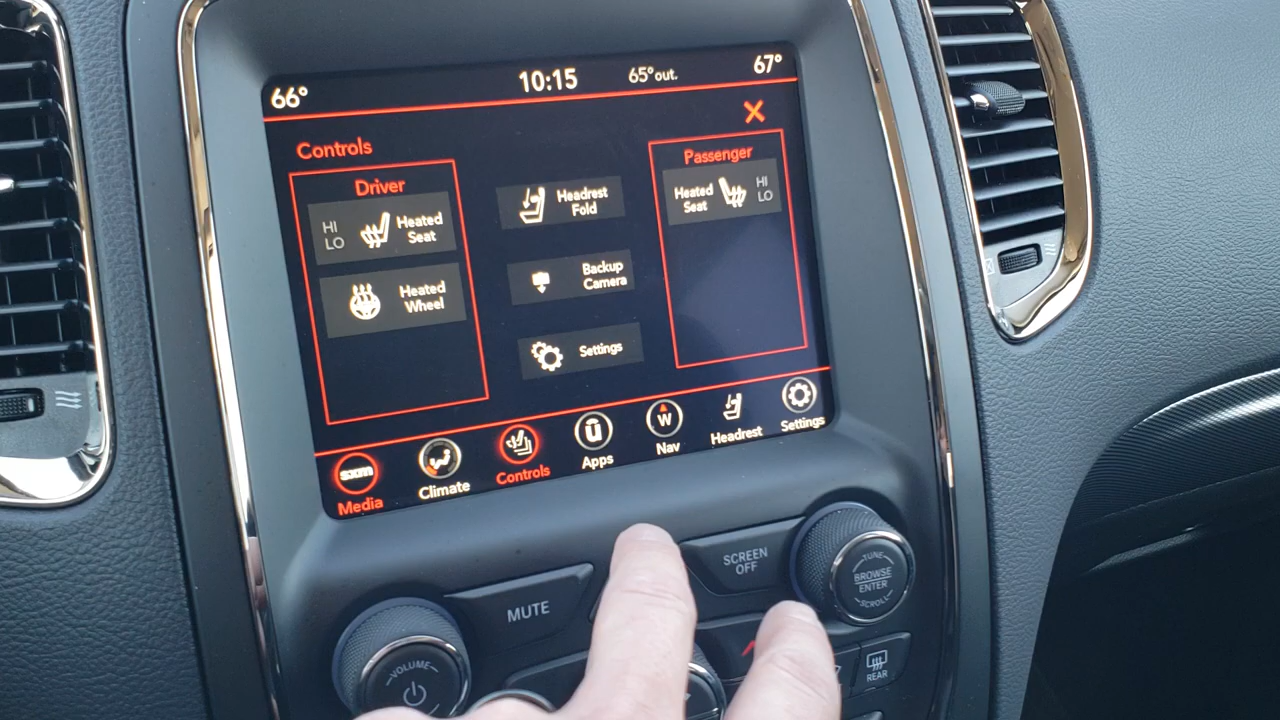 66°
10:15
65°out.
67°
Controls
Driver
HI
LO
Heated
Seat
Heated
Wheel
Headrest
Fold
Backup
Camera
Settings
Passenger
Heated
Seat
HI
LO
sxm
Media
Climate
Controls
Apps
W
Nav
Headrest
Settings
MUTE
SCREEN
OFF
TUNE
BROWSE
ENTER
SCROLL
VOLUME
REAR